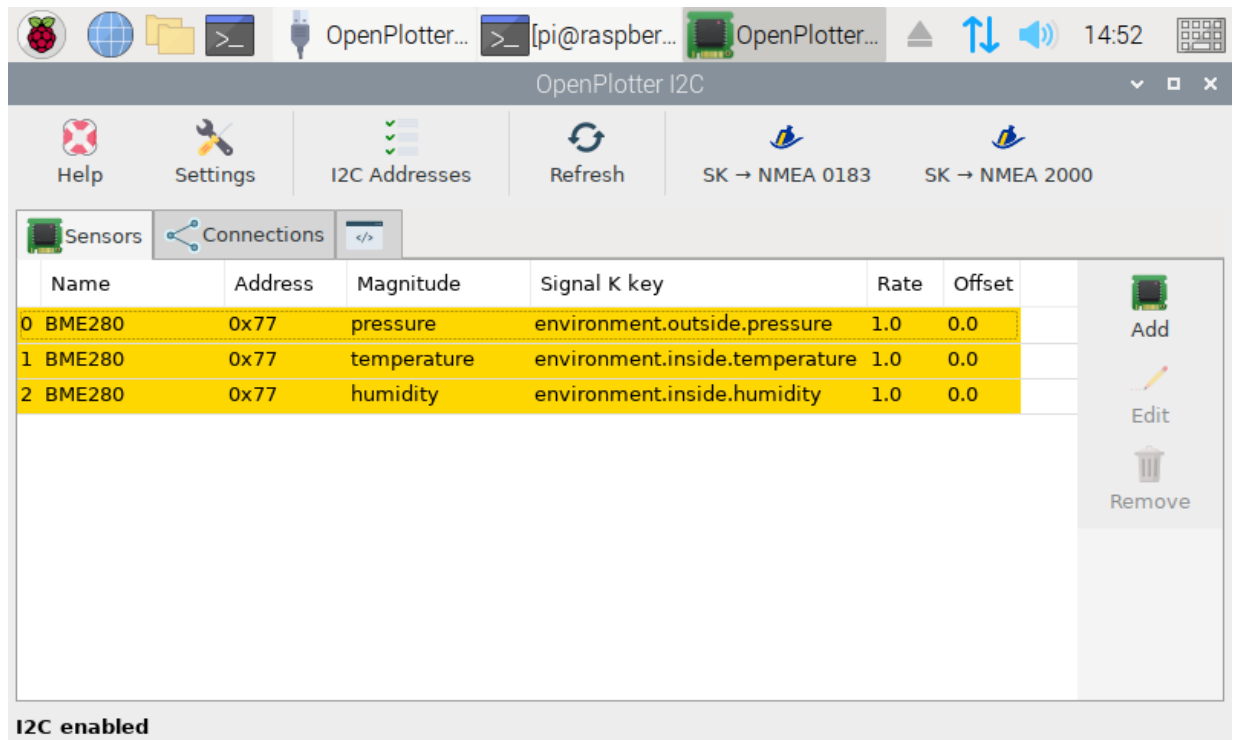 OpenPlotter... [pi@raspber... OpenPlotter... 14:52
OpenPlotter I2C
Help Settings I2C Addresses Refresh SK → NMEA 0183 SK → NMEA 2000
Sensors Connections </>
Name Address Magnitude Signal K key Rate Offset
0 BME280 0x77 pressure environment.outside.pressure 1.0 0.0
1 BME280 0x77 temperature environment.inside.temperature 1.0 0.0
2 BME280 0x77 humidity environment.inside.humidity 1.0 0.0
Add
Edit
Remove
I2C enabled